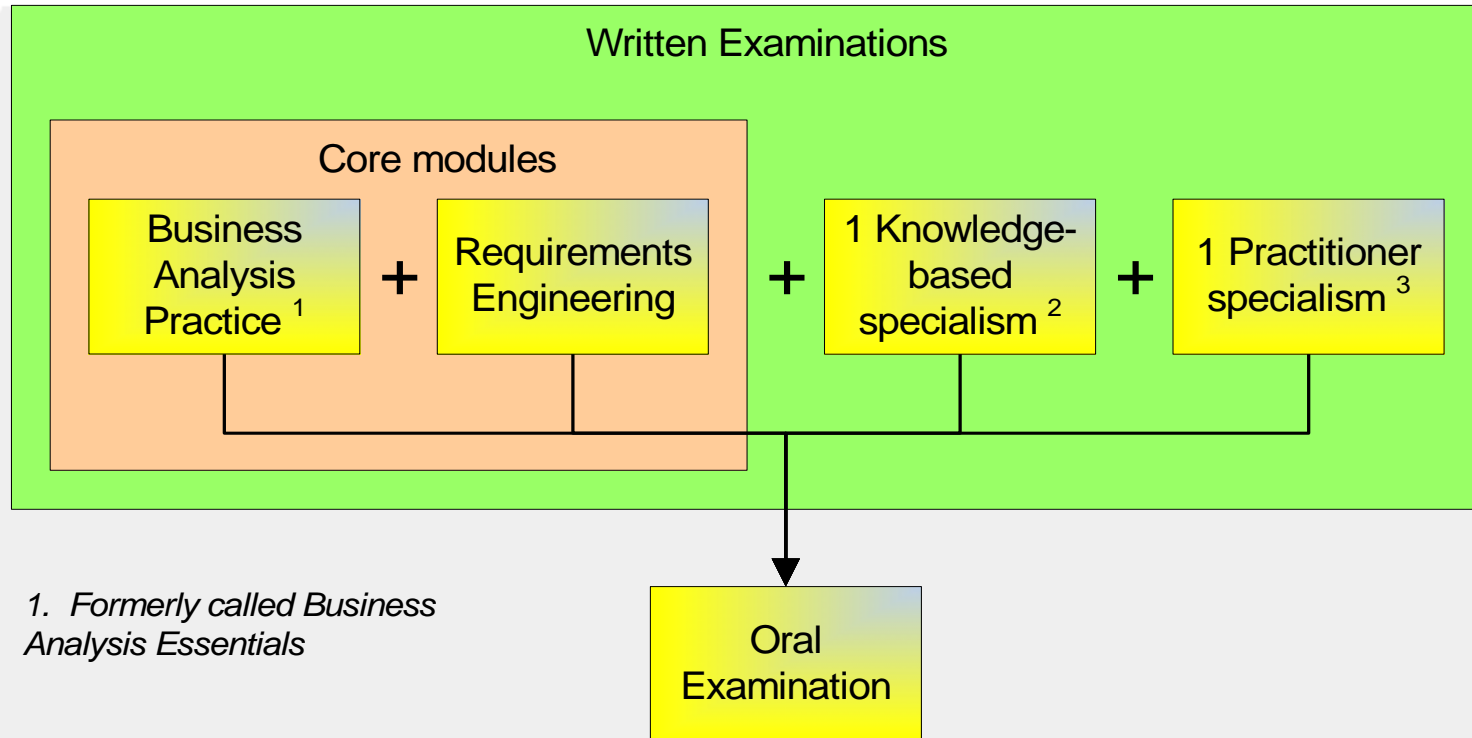 Written Examinations
Core modules
Business
Analysis
Practice 1
+
Requirements
Engineering
+
1 Knowledge-
based
specialism 2
+
1 Practitioner
specialism 3
1. Formerly called Business
Analysis Essentials
Oral
Examination